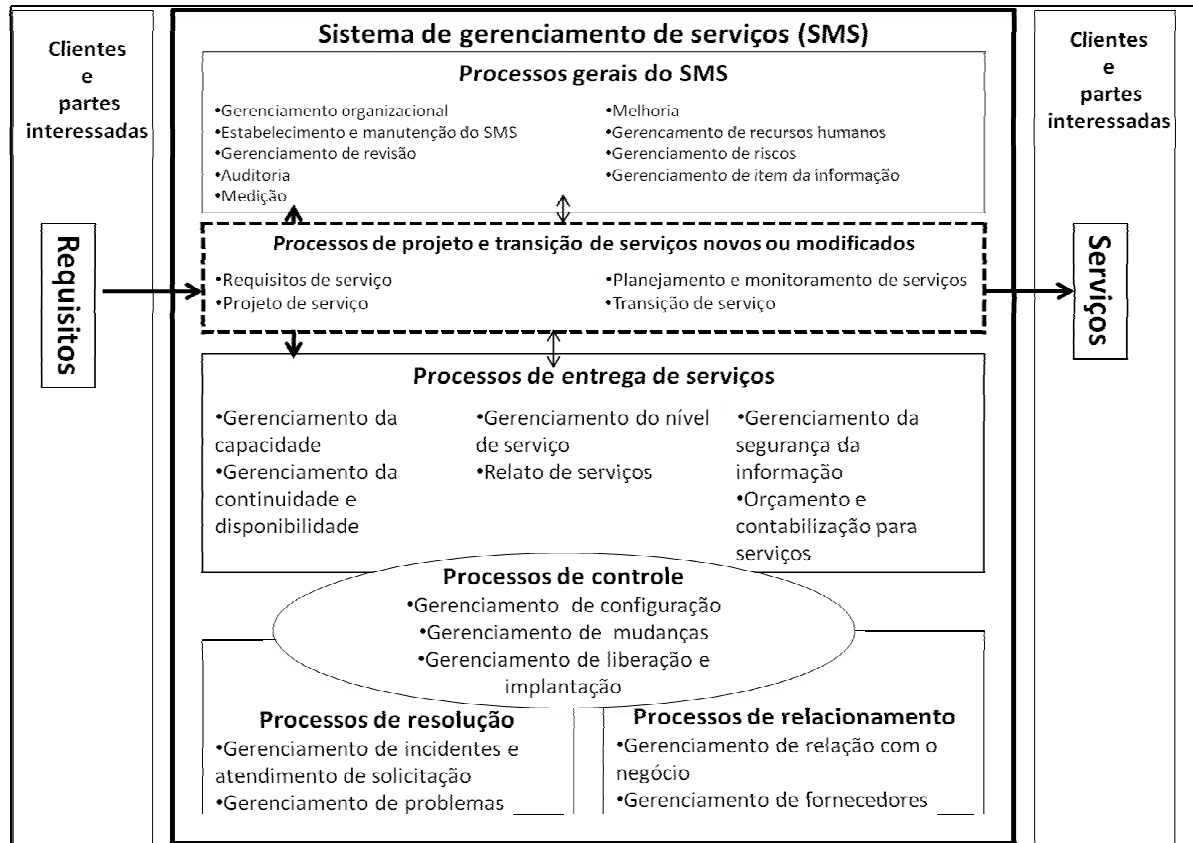 Clientes
e
partes
interessadas
Requisitos
Sistema de gerenciamento de serviços (SMS)
Processos gerais do SMS
•Gerenciamento organizacional
•Estabelecimento e manutenção do SMS
•Gerenciamento de revisão
•Auditoria
•Medição
•Melhoria
•Gerencamento de recursos humanos
•Gerenciamento de riscos
•Gerenciamento de item da informação
Processos de projeto e transição de serviços novos ou modificados
•Requisitos de serviço
•Projeto de serviço
•Planejamento e monitoramento de serviços
•Transição de serviço
Processos de entrega de serviços
•Gerenciamento da
capacidade
•Gerenciamento da
continuidade e
disponibilidade
•Gerenciamento do nível
de serviço
•Relato de serviços
•Gerenciamento da
segurança da
informação
•Orçamento e
contabilização para
serviços
Processos de controle
•Gerenciamento de configuração
•Gerenciamento de mudanças
•Gerenciamento de liberação e
implantação
Processos de resolução
•Gerenciamento de incidentes e
atendimento de solicitação
•Gerenciamento de problemas
Processos de relacionamento
•Gerenciamento de relação com o
negócio
•Gerenciamento de fornecedores
Clientes
e
partes
interessadas
Serviços